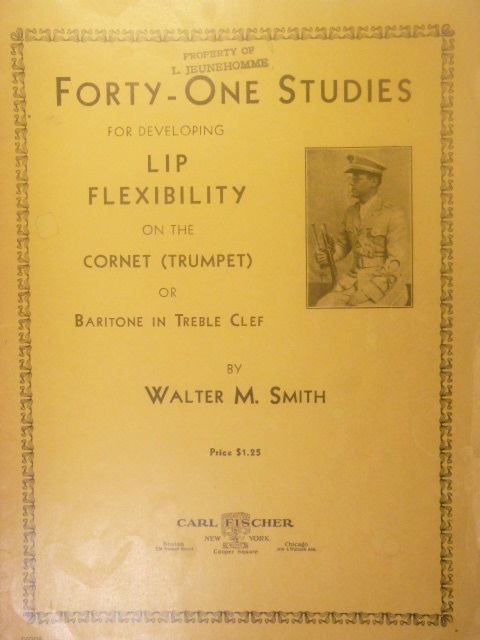 PROPERTY OF
L. JEUNEHOMME
FORTY-ONE STUDIES
FOR DEVELOPING
LIP
FLEXIBILITY
ON THE
CORNET (TRUMPET)
OR
BARITONE IN TREBLE CLEF
BY
WALTER M. SMITH
Price $1.25
CARL FISCHER
NEW YORK
Boston
Cooper Square
Chicago